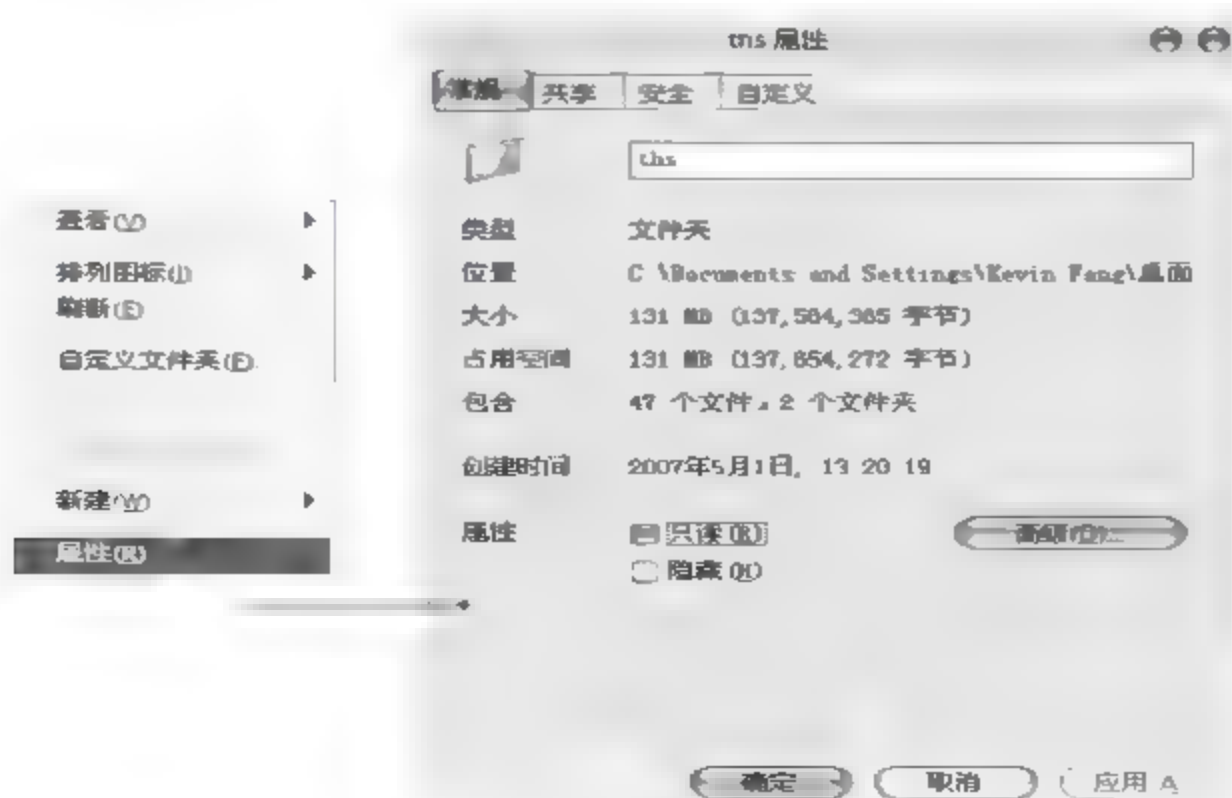 查看(V)
排列图标(I)
刷新(E)
自定义文件夹(F)
新建(W)
属性(R)
ths 属性
常规
共享
安全
自定义
ths
类型
文件夹
位置
C \Documents and Settings\Kevin Fang\桌面
大小
131 MB (137,584,385 字节)
占用空间
131 MB (137,654,272 字节)
包含
47 个文件，2 个文件夹
创建时间
2007年5月1日, 13 20 19
属性
只读(R)
高级(D)...
隐藏(H)
确定
取消
应用 A